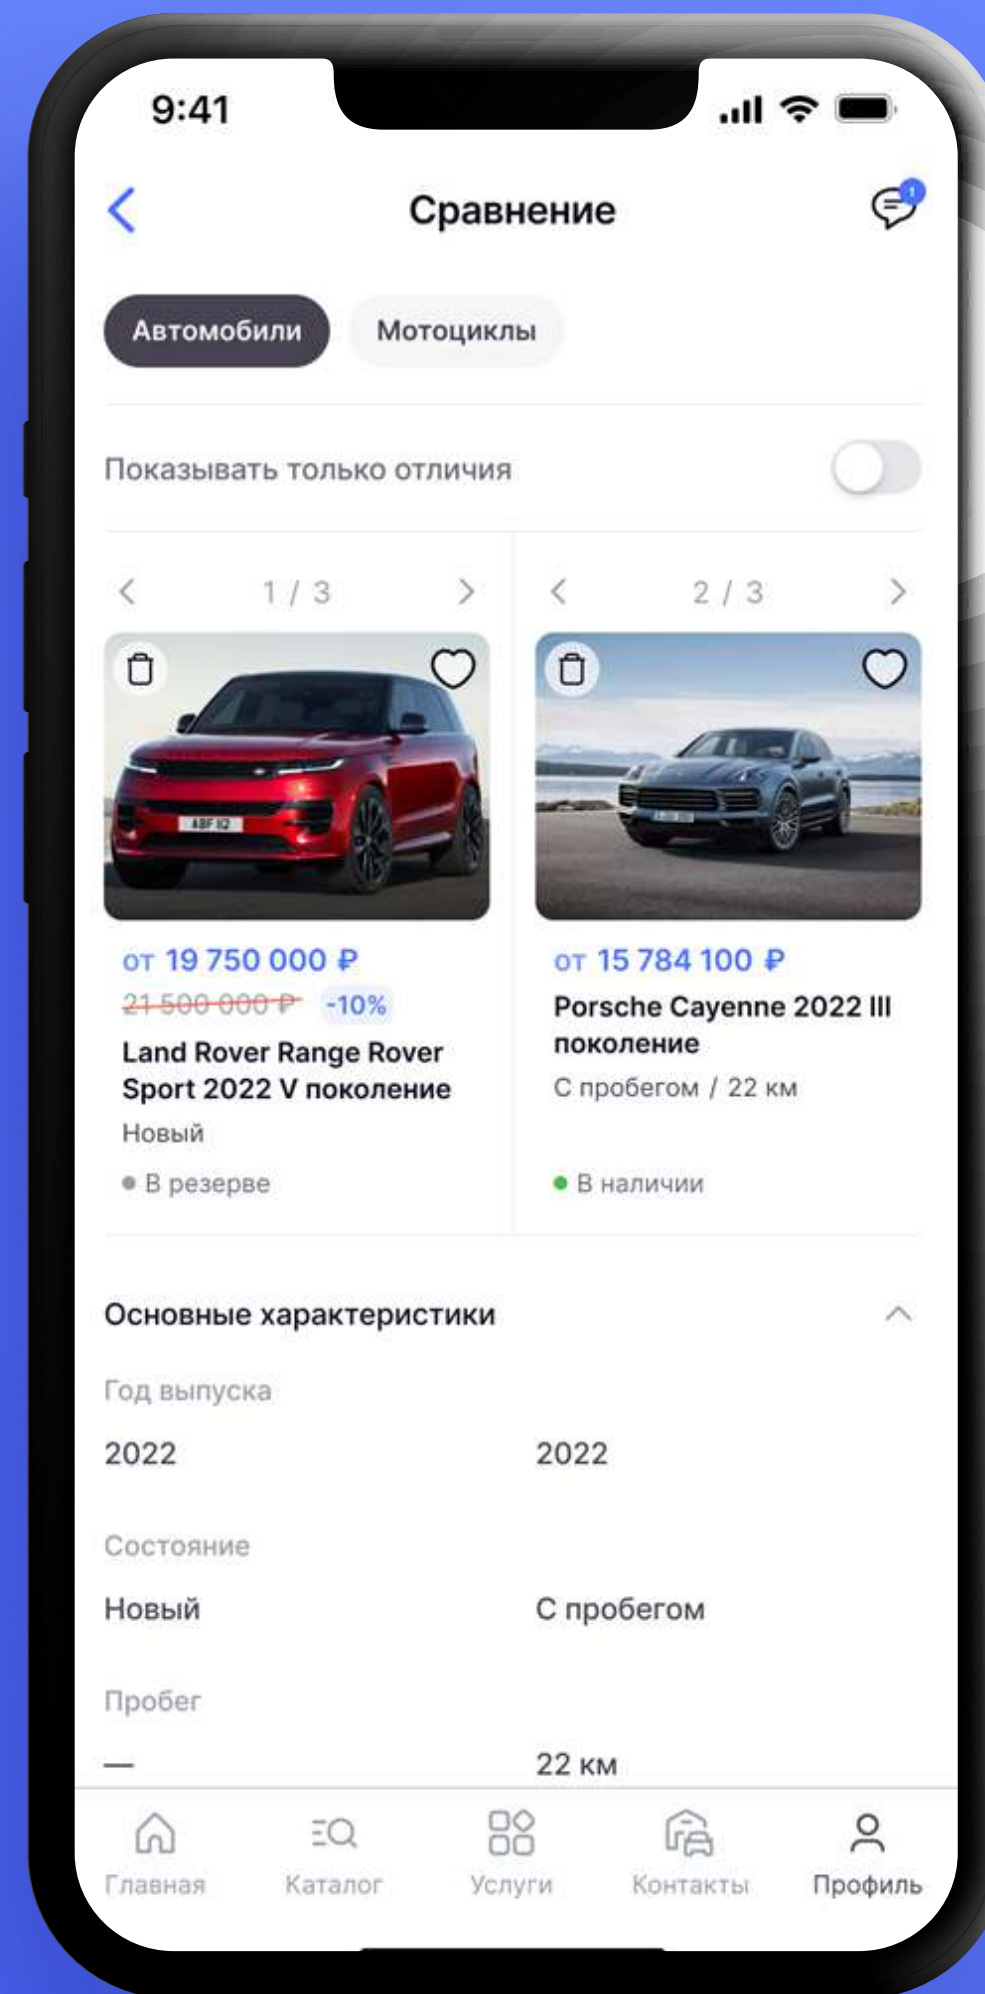 9:41
1
Сравнение
Автомобили
Мотоциклы
Показывать только отличия
1 / 3
2 / 3
ABF 112
от 19 750 000 ₽
21 500 000 ₽ -10%
Land Rover Range Rover
Sport 2022 V поколение
Новый
В резерве
от 15 784 100 ₽
Porsche Cayenne 2022 III
поколение
С пробегом / 22 км
В наличии
Основные характеристики
Год выпуска
2022
2022
Состояние
Новый
С пробегом
Пробег
—
22 км
Главная
Каталог
Услуги
Контакты
Профиль